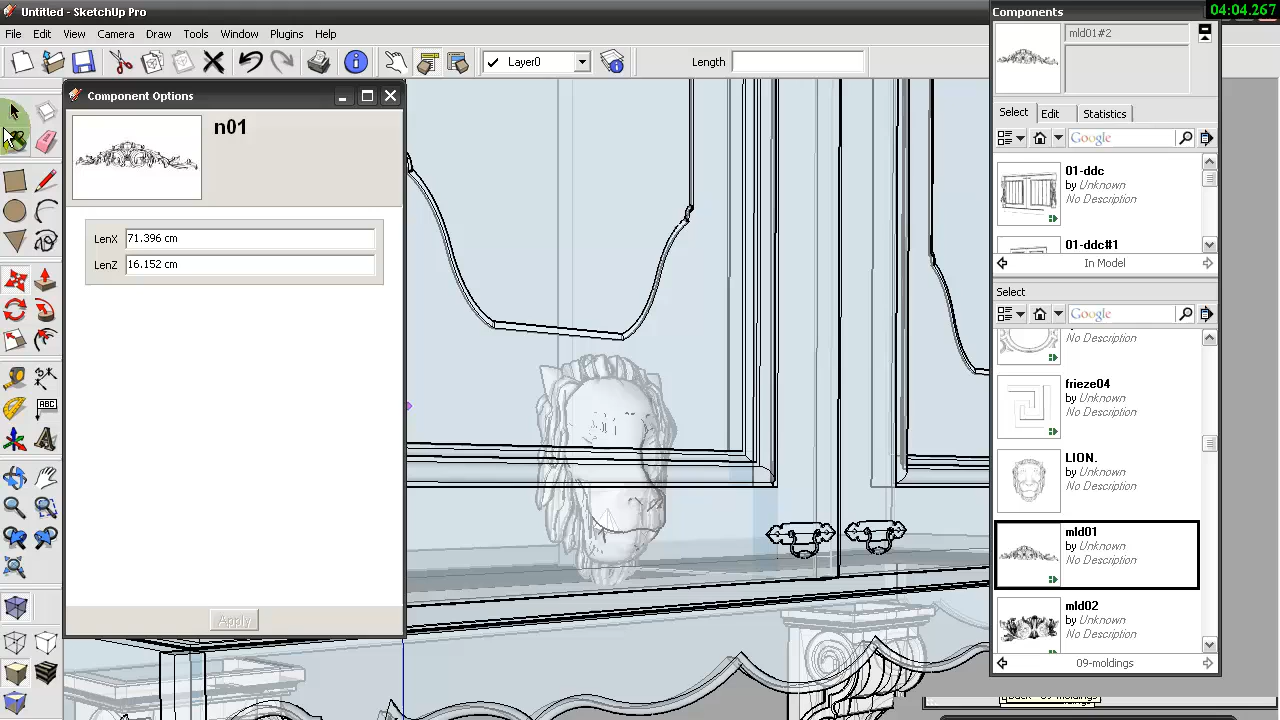 Untitled - SketchUp Pro
04:04.267
File Edit View Camera Draw Tools Window Plugins Help
Layer0
Length
Component Options
n01
LenX 71.396 cm
LenZ 16.152 cm
Apply
ABC
Components
mld01#2
Select Edit Statistics
Google
01-ddc
by Unknown
No Description
01-ddc#1
In Model
Select
Google
No Description
frieze04
by Unknown
No Description
LION.
by Unknown
No Description
mld01
by Unknown
No Description
mld02
by Unknown
No Description
09-moldings